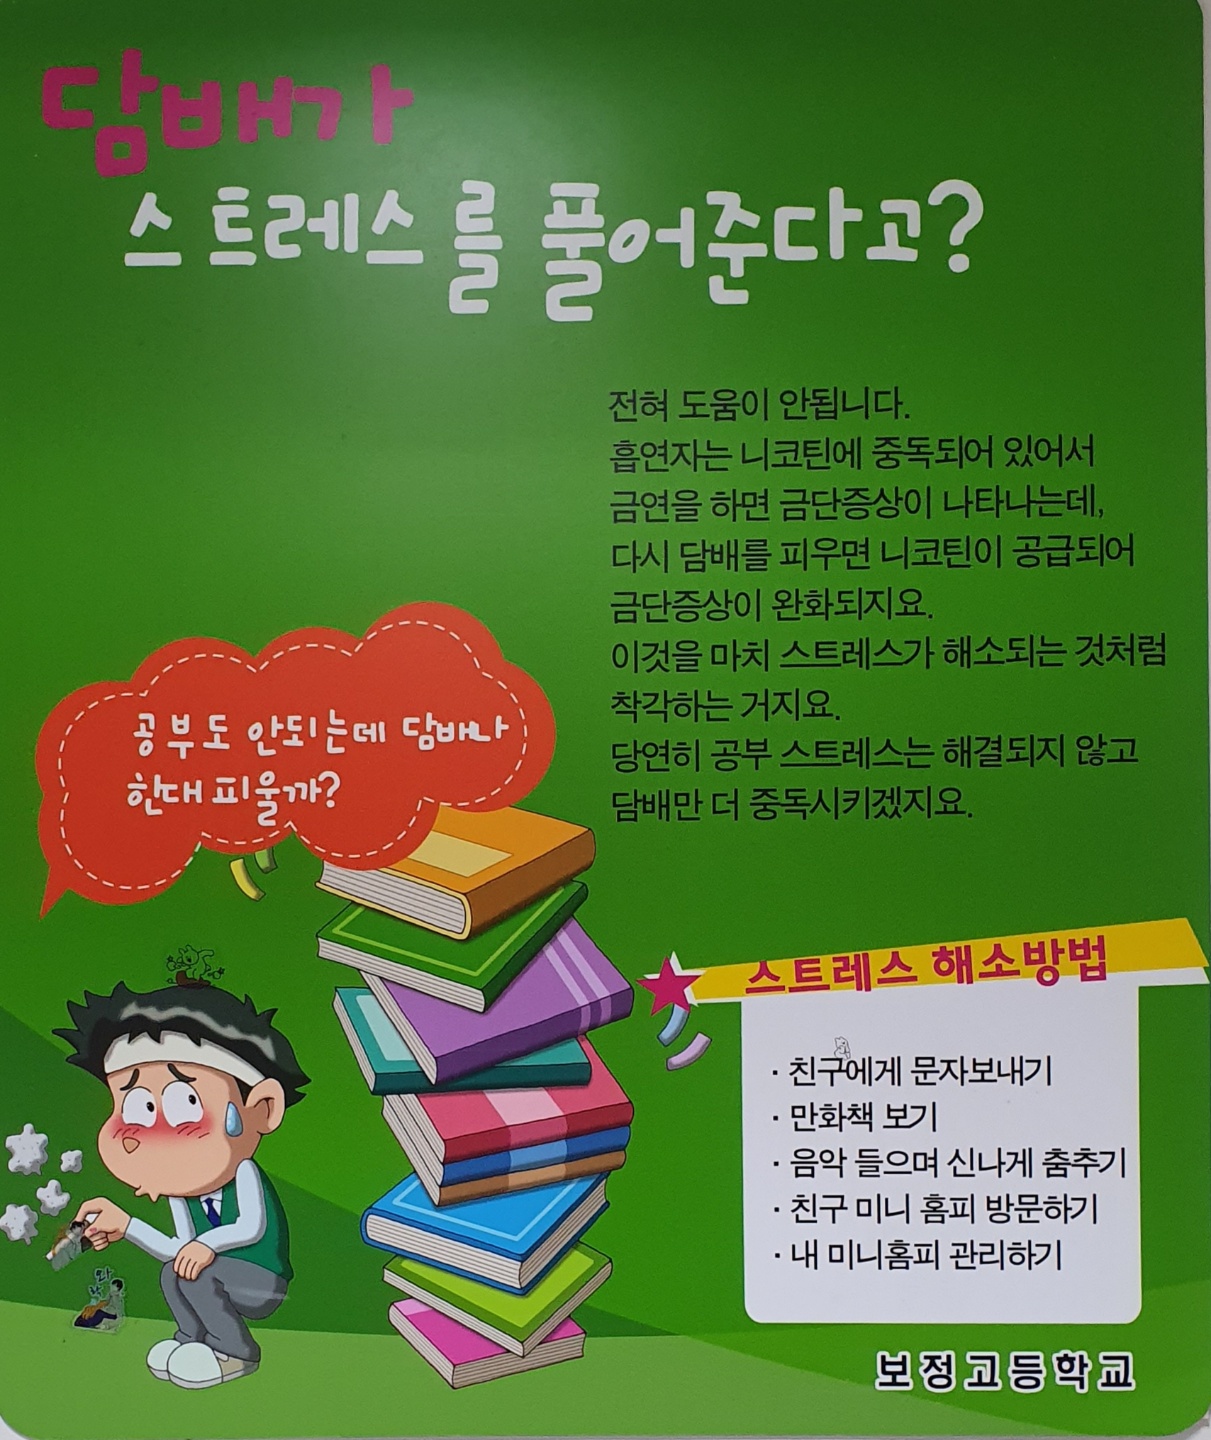 담배가
스트레스를 풀어준다고?
전혀 도움이 안됩니다.
흡연자는 니코틴에 중독되어 있어서
금연을 하면 금단증상이 나타나는데,
다시 담배를 피우면 니코틴이 공급되어
금단증상이 완화되지요.
이것을 마치 스트레스가 해소되는 것처럼
착각하는 거지요.
당연히 공부 스트레스는 해결되지 않고
담배만 더 중독시키겠지요.
공부도 안되는데 담배나
한대 피울까?
스트레스 해소방법
· 친구에게 문자보내기
· 만화책 보기
· 음악 들으며 신나게 춤추기
· 친구 미니 홈피 방문하기
· 내 미니홈피 관리하기
보정고등학교